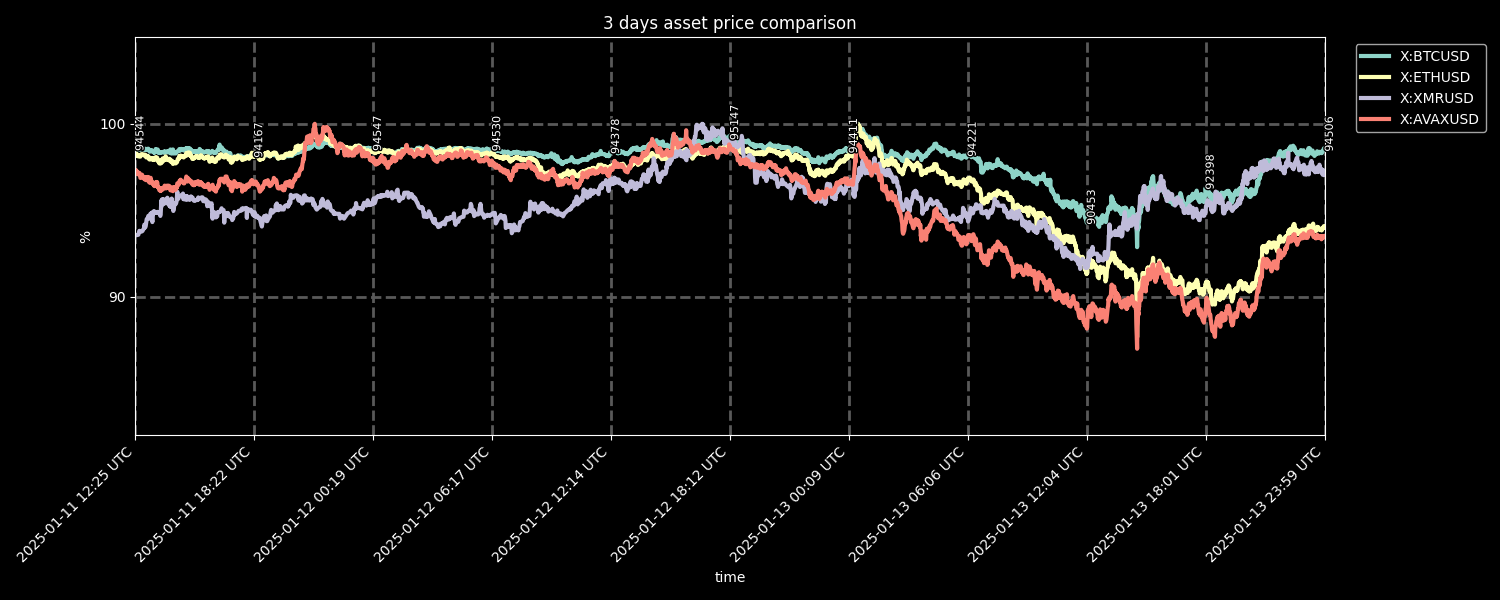 3 days asset price comparison
X:BTCUSD
X:ETHUSD
X:XMRUSD
X:AVAXUSD
100
90
%
94544
94167
94547
94530
94378
95147
94411
94221
90453
92398
94506
2025-01-11 12:25 UTC
2025-01-11 18:22 UTC
2025-01-12 00:19 UTC
2025-01-12 06:17 UTC
2025-01-12 12:14 UTC
2025-01-12 18:12 UTC
2025-01-13 00:09 UTC
2025-01-13 06:06 UTC
2025-01-13 12:04 UTC
2025-01-13 18:01 UTC
2025-01-13 23:59 UTC
time